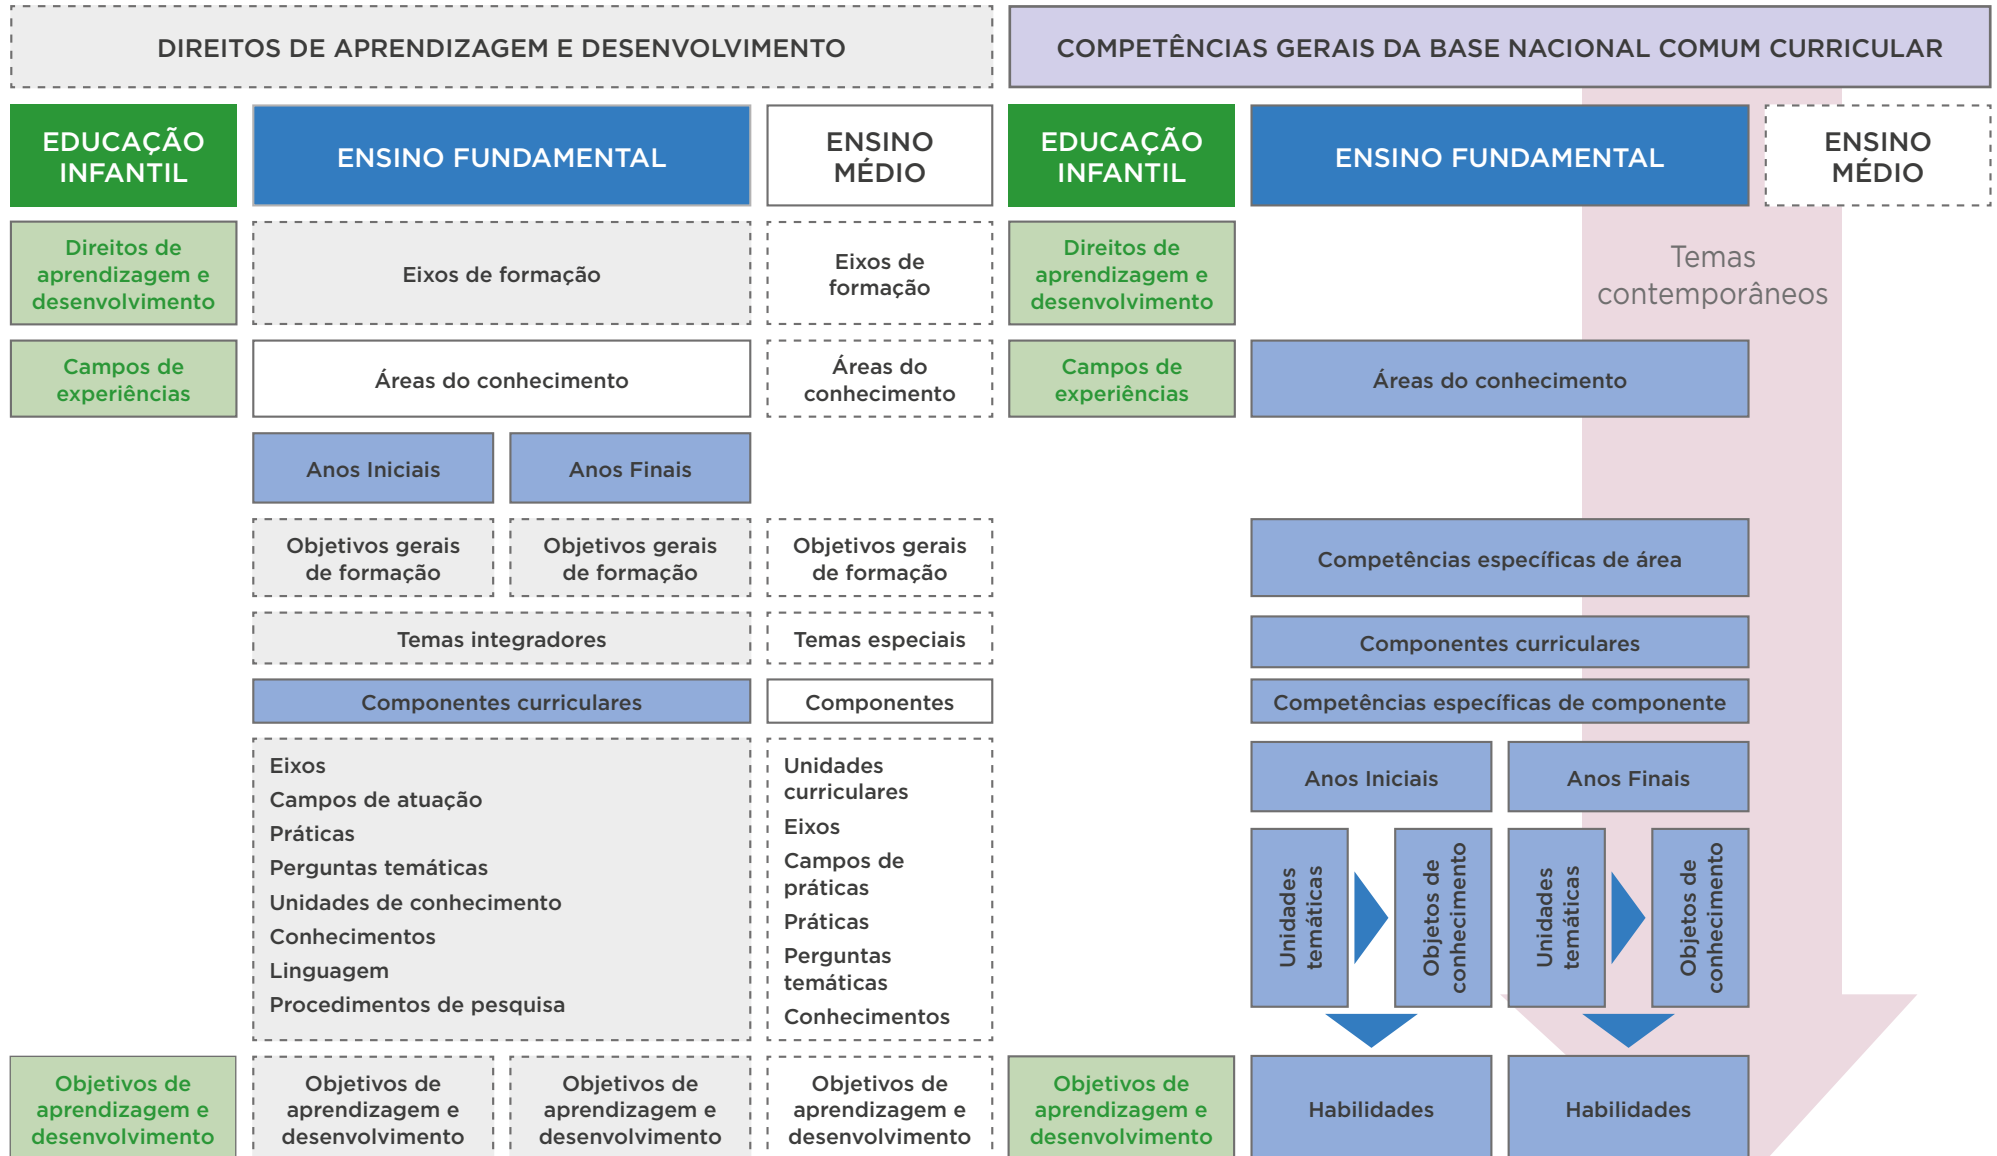 DIREITOS DE APRENDIZAGEM E DESENVOLVIMENTO
EDUCAÇÃO
INFANTIL
ENSINO FUNDAMENTAL
ENSINO
MÉDIO
Direitos de
aprendizagem e
desenvolvimento
Eixos de formação
Eixos de
formação
Campos de
experiências
Áreas do conhecimento
Áreas do
conhecimento
Anos Iniciais
Anos Finais
Objetivos gerais
de formação
Objetivos gerais
de formação
Objetivos gerais
de formação
Temas integradores
Temas especiais
Componentes curriculares
Componentes
Eixos
Campos de atuação
Práticas
Perguntas temáticas
Unidades de conhecimento
Conhecimentos
Linguagem
Procedimentos de pesquisa
Unidades
curriculares
Eixos
Campos de
práticas
Práticas
Perguntas
temáticas
Conhecimentos
Objetivos de
aprendizagem e
desenvolvimento
Objetivos de
aprendizagem e
desenvolvimento
Objetivos de
aprendizagem e
desenvolvimento
Objetivos de
aprendizagem e
desenvolvimento
COMPETÊNCIAS GERAIS DA BASE NACIONAL COMUM CURRICULAR
EDUCAÇÃO
INFANTIL
ENSINO FUNDAMENTAL
ENSINO
MÉDIO
Direitos de
aprendizagem e
desenvolvimento
Temas
contemporâneos
Campos de
experiências
Áreas do conhecimento
Competências específicas de área
Componentes curriculares
Competências específicas de componente
Anos Iniciais
Anos Finais
Unidades
temáticas
Objetos de
conhecimento
Unidades
temáticas
Objetos de
conhecimento
Objetivos de
aprendizagem e
desenvolvimento
Habilidades
Habilidades